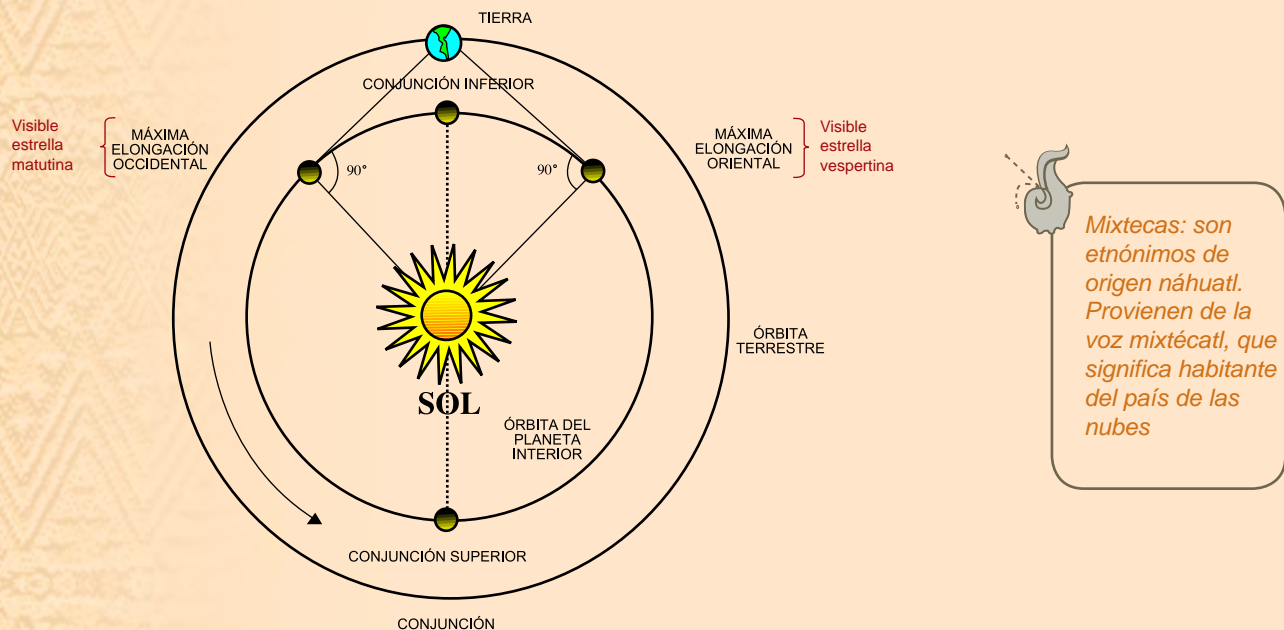 TIERRA
CONJUNCIÓN INFERIOR
Visible
estrella
matutina
MÁXIMA
ELONGACIÓN
OCCIDENTAL
90°
90°
MÁXIMA
ELONGACIÓN
ORIENTAL
Visible
estrella
vespertina
SOL
ÓRBITA
TERRESTRE
ÓRBITA DEL
PLANETA
INTERIOR
CONJUNCIÓN SUPERIOR
CONJUNCIÓN
Mixtecas: son
etnónimos de
origen náhuatl.
Provienen de la
voz mixtécatl, que
significa habitante
del país de las
nubes